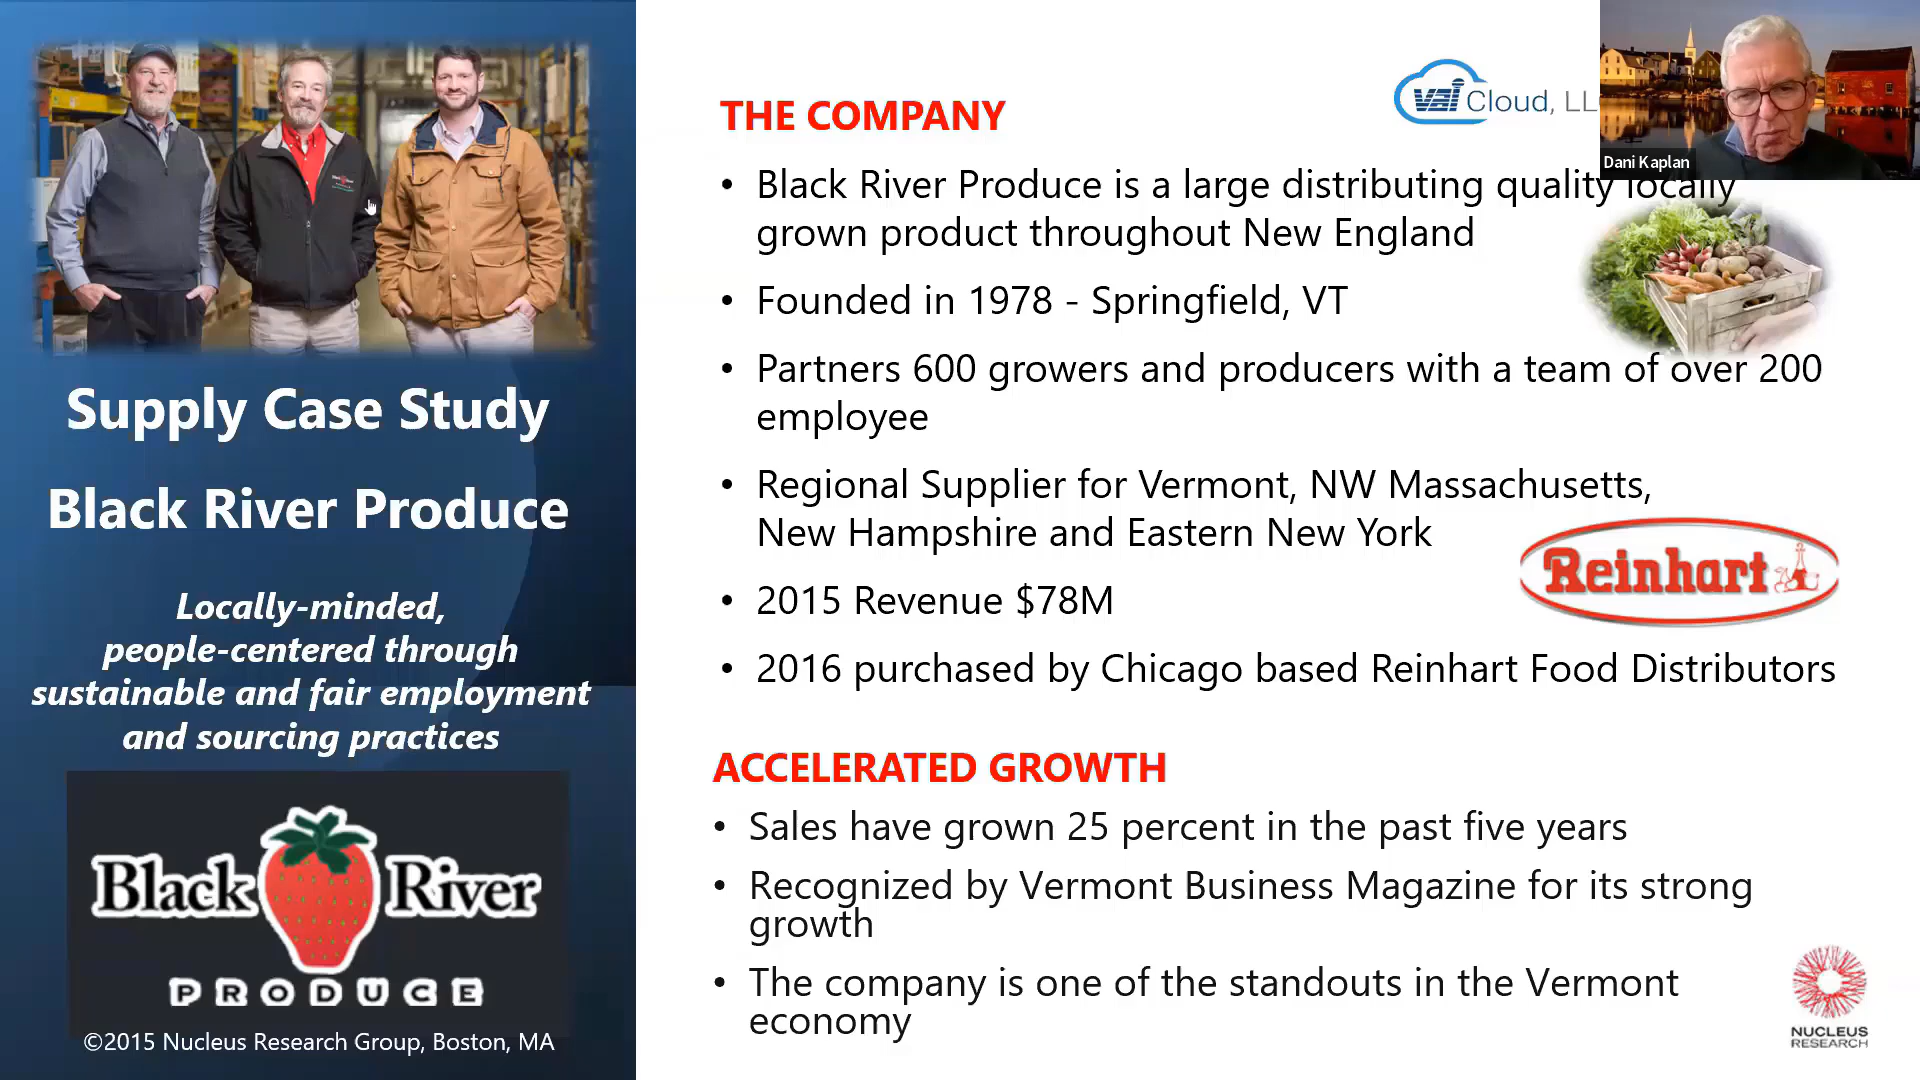 Supply Case Study
Black River Produce
Locally-minded,
people-centered through
sustainable and fair employment
and sourcing practices
Black River
PRODUCE
©2015 Nucleus Research Group, Boston, MA
THE COMPANY
vai Cloud, LL
Dani Kaplan
• Black River Produce is a large distributing quality locally
grown product throughout New England
• Founded in 1978 - Springfield, VT
• Partners 600 growers and producers with a team of over 200
employee
• Regional Supplier for Vermont, NW Massachusetts,
New Hampshire and Eastern New York
Reinhart
• 2015 Revenue $78M
• 2016 purchased by Chicago based Reinhart Food Distributors
ACCELERATED GROWTH
• Sales have grown 25 percent in the past five years
• Recognized by Vermont Business Magazine for its strong
growth
• The company is one of the standouts in the Vermont
economy
NUCLEUS
RESEARCH